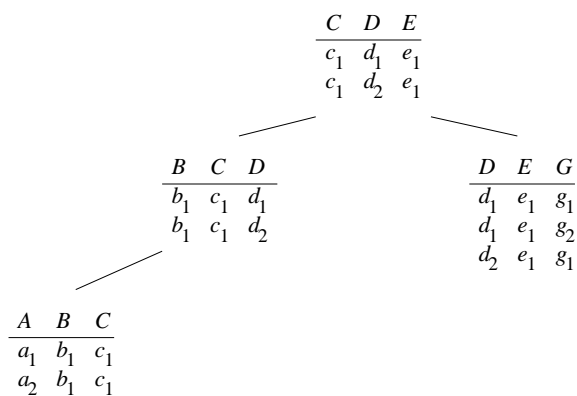 C D E
c₁ d₁ e₁
c₁ d₂ e₁
B C D
b₁ c₁ d₁
b₁ c₁ d₂
D E G
d₁ e₁ g₁
d₁ e₁ g₂
d₂ e₁ g₁
A B C
a₁ b₁ c₁
a₂ b₁ c₁